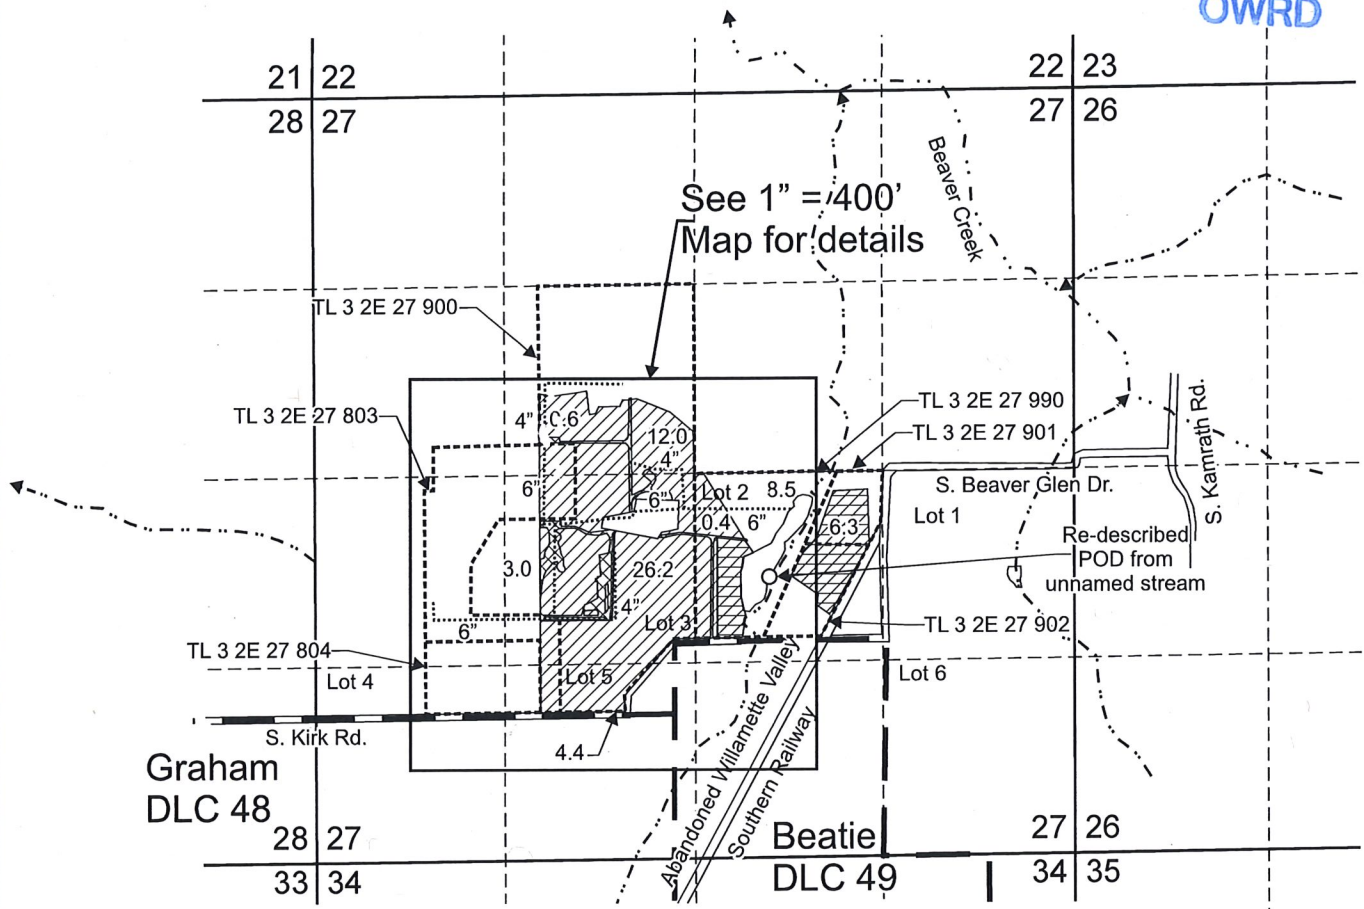 OWRD
21 22
22 23
28 27
27 26
Beaver Creek
See 1” = 400’
Map for details
TL 3 2E 27 900
TL 3 2E 27 803
TL 3 2E 27 990
TL 3 2E 27 901
4”
0.6
12.0
4”
6”
6”
Lot 2
8.5
S. Beaver Glen Dr.
S. Kamrath Rd.
0.4
6”
6.3
Lot 1
Re-described
POD from
unnamed stream
3.0
26.2
4”
6”
Lot 3
TL 3 2E 27 902
TL 3 2E 27 804
Lot 4
Lot 5
Lot 6
S. Kirk Rd.
4.4
Abandoned Willamette Valley
Southern Railway
Graham
DLC 48
Beatie
DLC 49
28 27
27 26
33 34
34 35